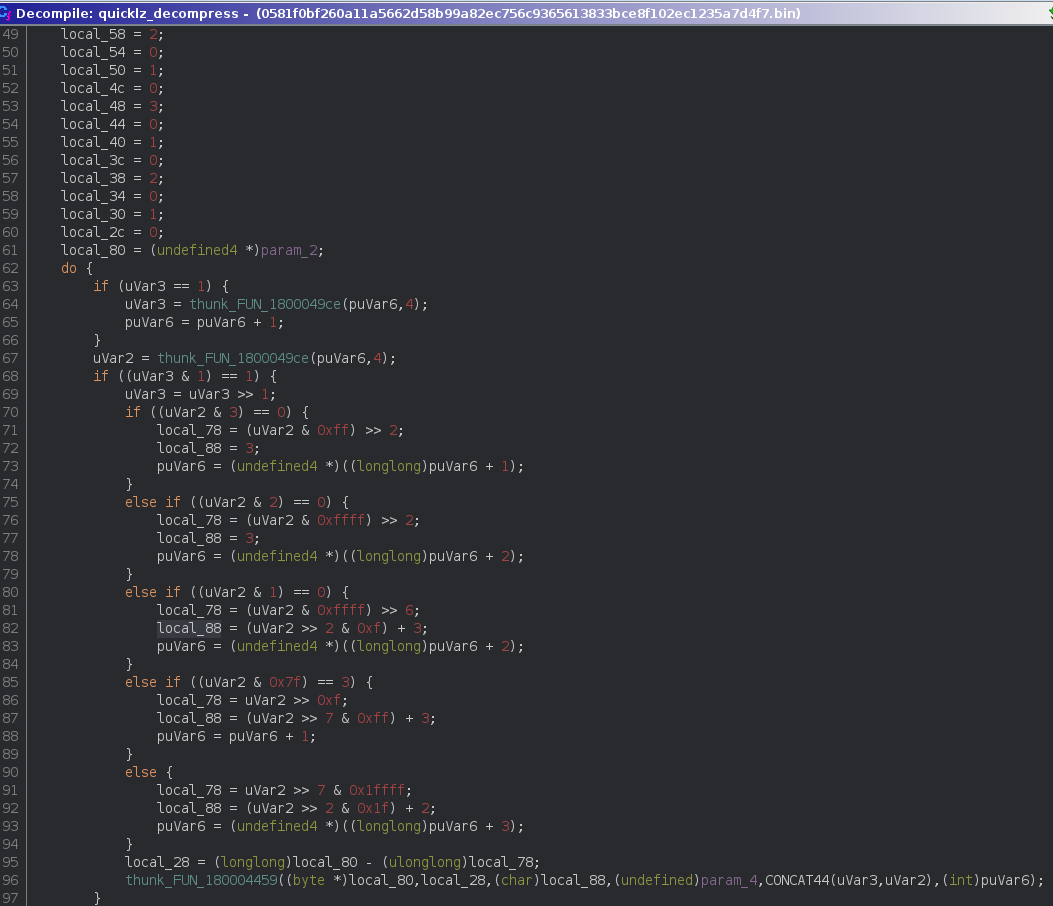 Decompile: quicklz_decompress - (0581f0bf260a11a5662d58b99a82ec756c9365613833bce8f102ec1235a7d4f7.bin)
49 local_58 = 2;
50 local_54 = 0;
51 local_50 = 1;
52 local_4c = 0;
53 local_48 = 3;
54 local_44 = 0;
55 local_40 = 1;
56 local_3c = 0;
57 local_38 = 2;
58 local_34 = 0;
59 local_30 = 1;
60 local_2c = 0;
61 local_80 = (undefined4 *)param_2;
62 do {
63 if (uVar3 == 1) {
64 uVar3 = thunk_FUN_1800049ce(puVar6,4);
65 puVar6 = puVar6 + 1;
66 }
67 uVar2 = thunk_FUN_1800049ce(puVar6,4);
68 if ((uVar3 & 1) == 1) {
69 uVar3 = uVar3 >> 1;
70 if ((uVar2 & 3) == 0) {
71 local_78 = (uVar2 & 0xff) >> 2;
72 local_88 = 3;
73 puVar6 = (undefined4 *)((longlong)puVar6 + 1);
74 }
75 else if ((uVar2 & 2) == 0) {
76 local_78 = (uVar2 & 0xffff) >> 2;
77 local_88 = 3;
78 puVar6 = (undefined4 *)((longlong)puVar6 + 2);
79 }
80 else if ((uVar2 & 1) == 0) {
81 local_78 = (uVar2 & 0xffff) >> 6;
82 local_88 = (uVar2 >> 2 & 0xf) + 3;
83 puVar6 = (undefined4 *)((longlong)puVar6 + 2);
84 }
85 else if ((uVar2 & 0x7f) == 3) {
86 local_78 = uVar2 >> 0xf;
87 local_88 = (uVar2 >> 7 & 0xff) + 3;
88 puVar6 = puVar6 + 1;
89 }
90 else {
91 local_78 = uVar2 >> 7 & 0x1ffff;
92 local_88 = (uVar2 >> 2 & 0x1f) + 2;
93 puVar6 = (undefined4 *)((longlong)puVar6 + 3);
94 }
95 local_28 = (longlong)local_80 - (ulonglong)local_78;
96 thunk_FUN_180004459((byte *)local_80,local_28,(char)local_88,(undefined)param_4,CONCAT44(uVar3,uVar2),(int)puVar6);
97 }